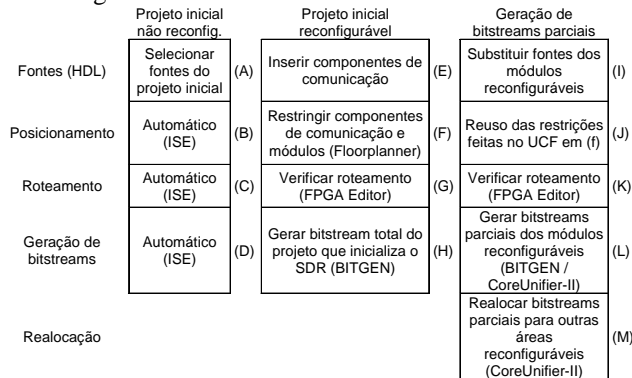 Projeto inicial
não reconfig.
Projeto inicial
reconfigurável
Geração de
bitstreams parciais
Fontes (HDL)
Selecionar
fontes do
projeto inicial
(A)
Inserir componentes de
comunicação
(E)
Substituir fontes dos
módulos
reconfiguráveis
(I)
Posicionamento
Automático
(ISE)
(B)
Restringir componentes
de comunicação e
módulos (Floorplanner)
(F)
Reuso das restrições
feitas no UCF em (f)
(J)
Roteamento
Automático
(ISE)
(C)
Verificar roteamento
(FPGA Editor)
(G)
Verificar roteamento
(FPGA Editor)
(K)
Geração de
bitstreams
Automático
(ISE)
(D)
Gerar bitstream total do
projeto que inicializa o
SDR (BITGEN)
(H)
Gerar bitstreams
parciais dos módulos
reconfiguráveis
(BITGEN /
CoreUnifier-II)
(L)
Realocação
Realocar bitstreams
parciais para outras
áreas
reconfiguráveis
(CoreUnifier-II)
(M)